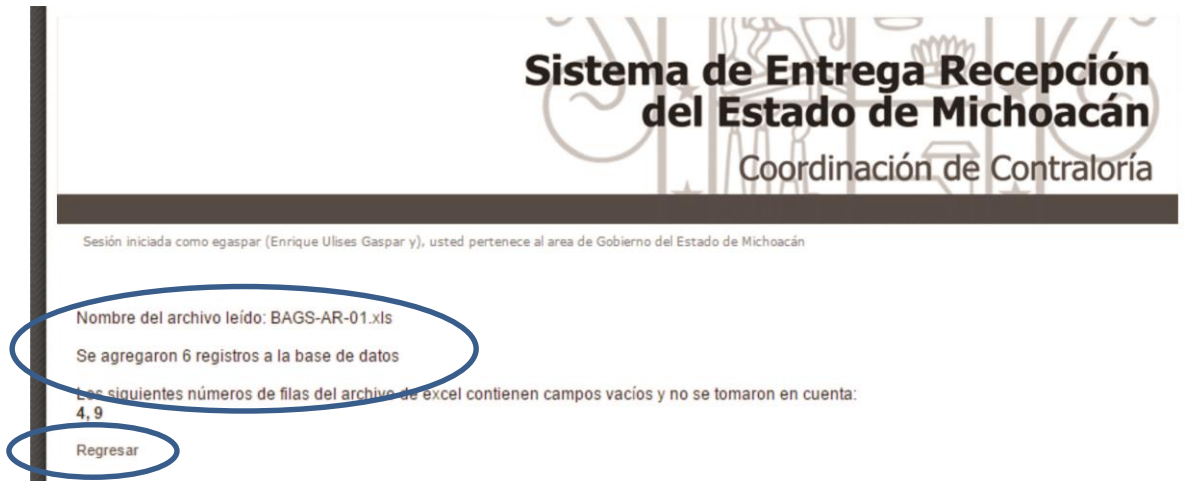 Sistema de Entrega Recepción
del Estado de Michoacán
Coordinación de Contraloría
Sesión iniciada como egaspar (Enrique Ulises Gaspar y), usted pertenece al area de Gobierno del Estado de Michoacán
Nombre del archivo leído: BAGS-AR-01.xls
Se agregaron 6 registros a la base de datos
Los siguientes números de filas del archivo de excel contienen campos vacíos y no se tomaron en cuenta:
4, 9
Regresar